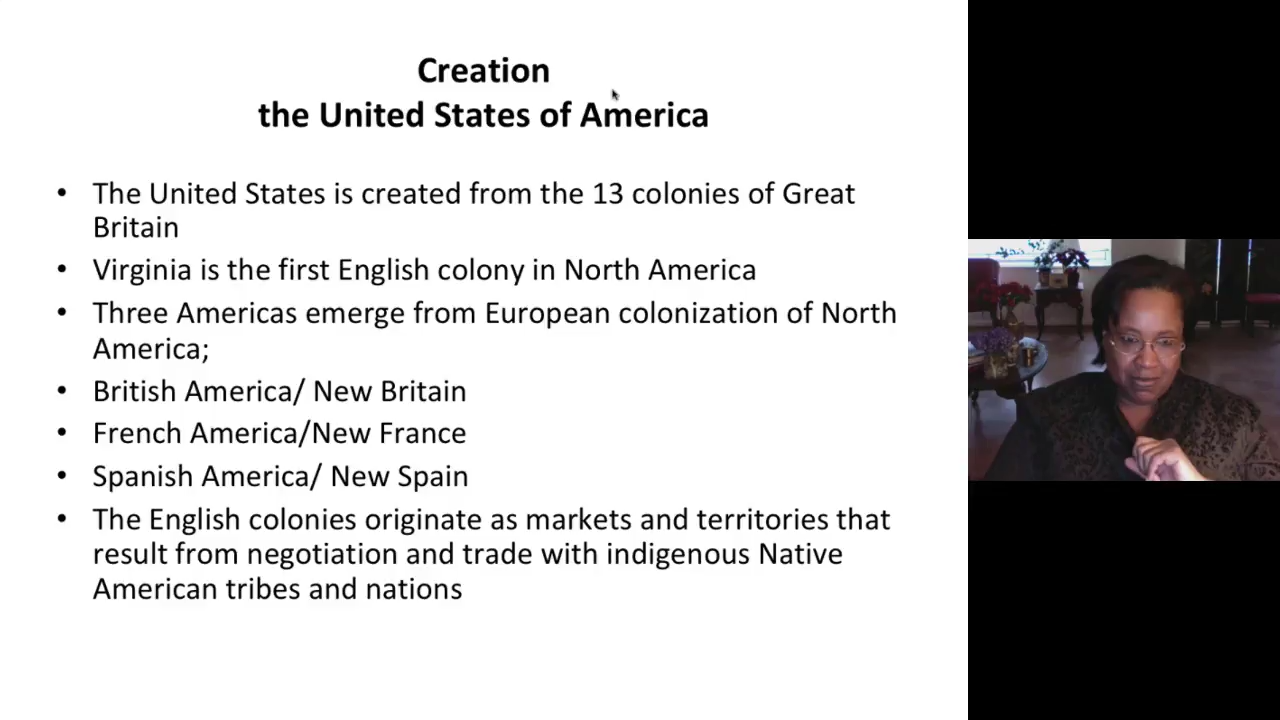 Creation
the United States of America
• The United States is created from the 13 colonies of Great
Britain
• Virginia is the first English colony in North America
• Three Americas emerge from European colonization of North
America;
• British America/ New Britain
• French America/New France
• Spanish America/ New Spain
• The English colonies originate as markets and territories that
result from negotiation and trade with indigenous Native
American tribes and nations